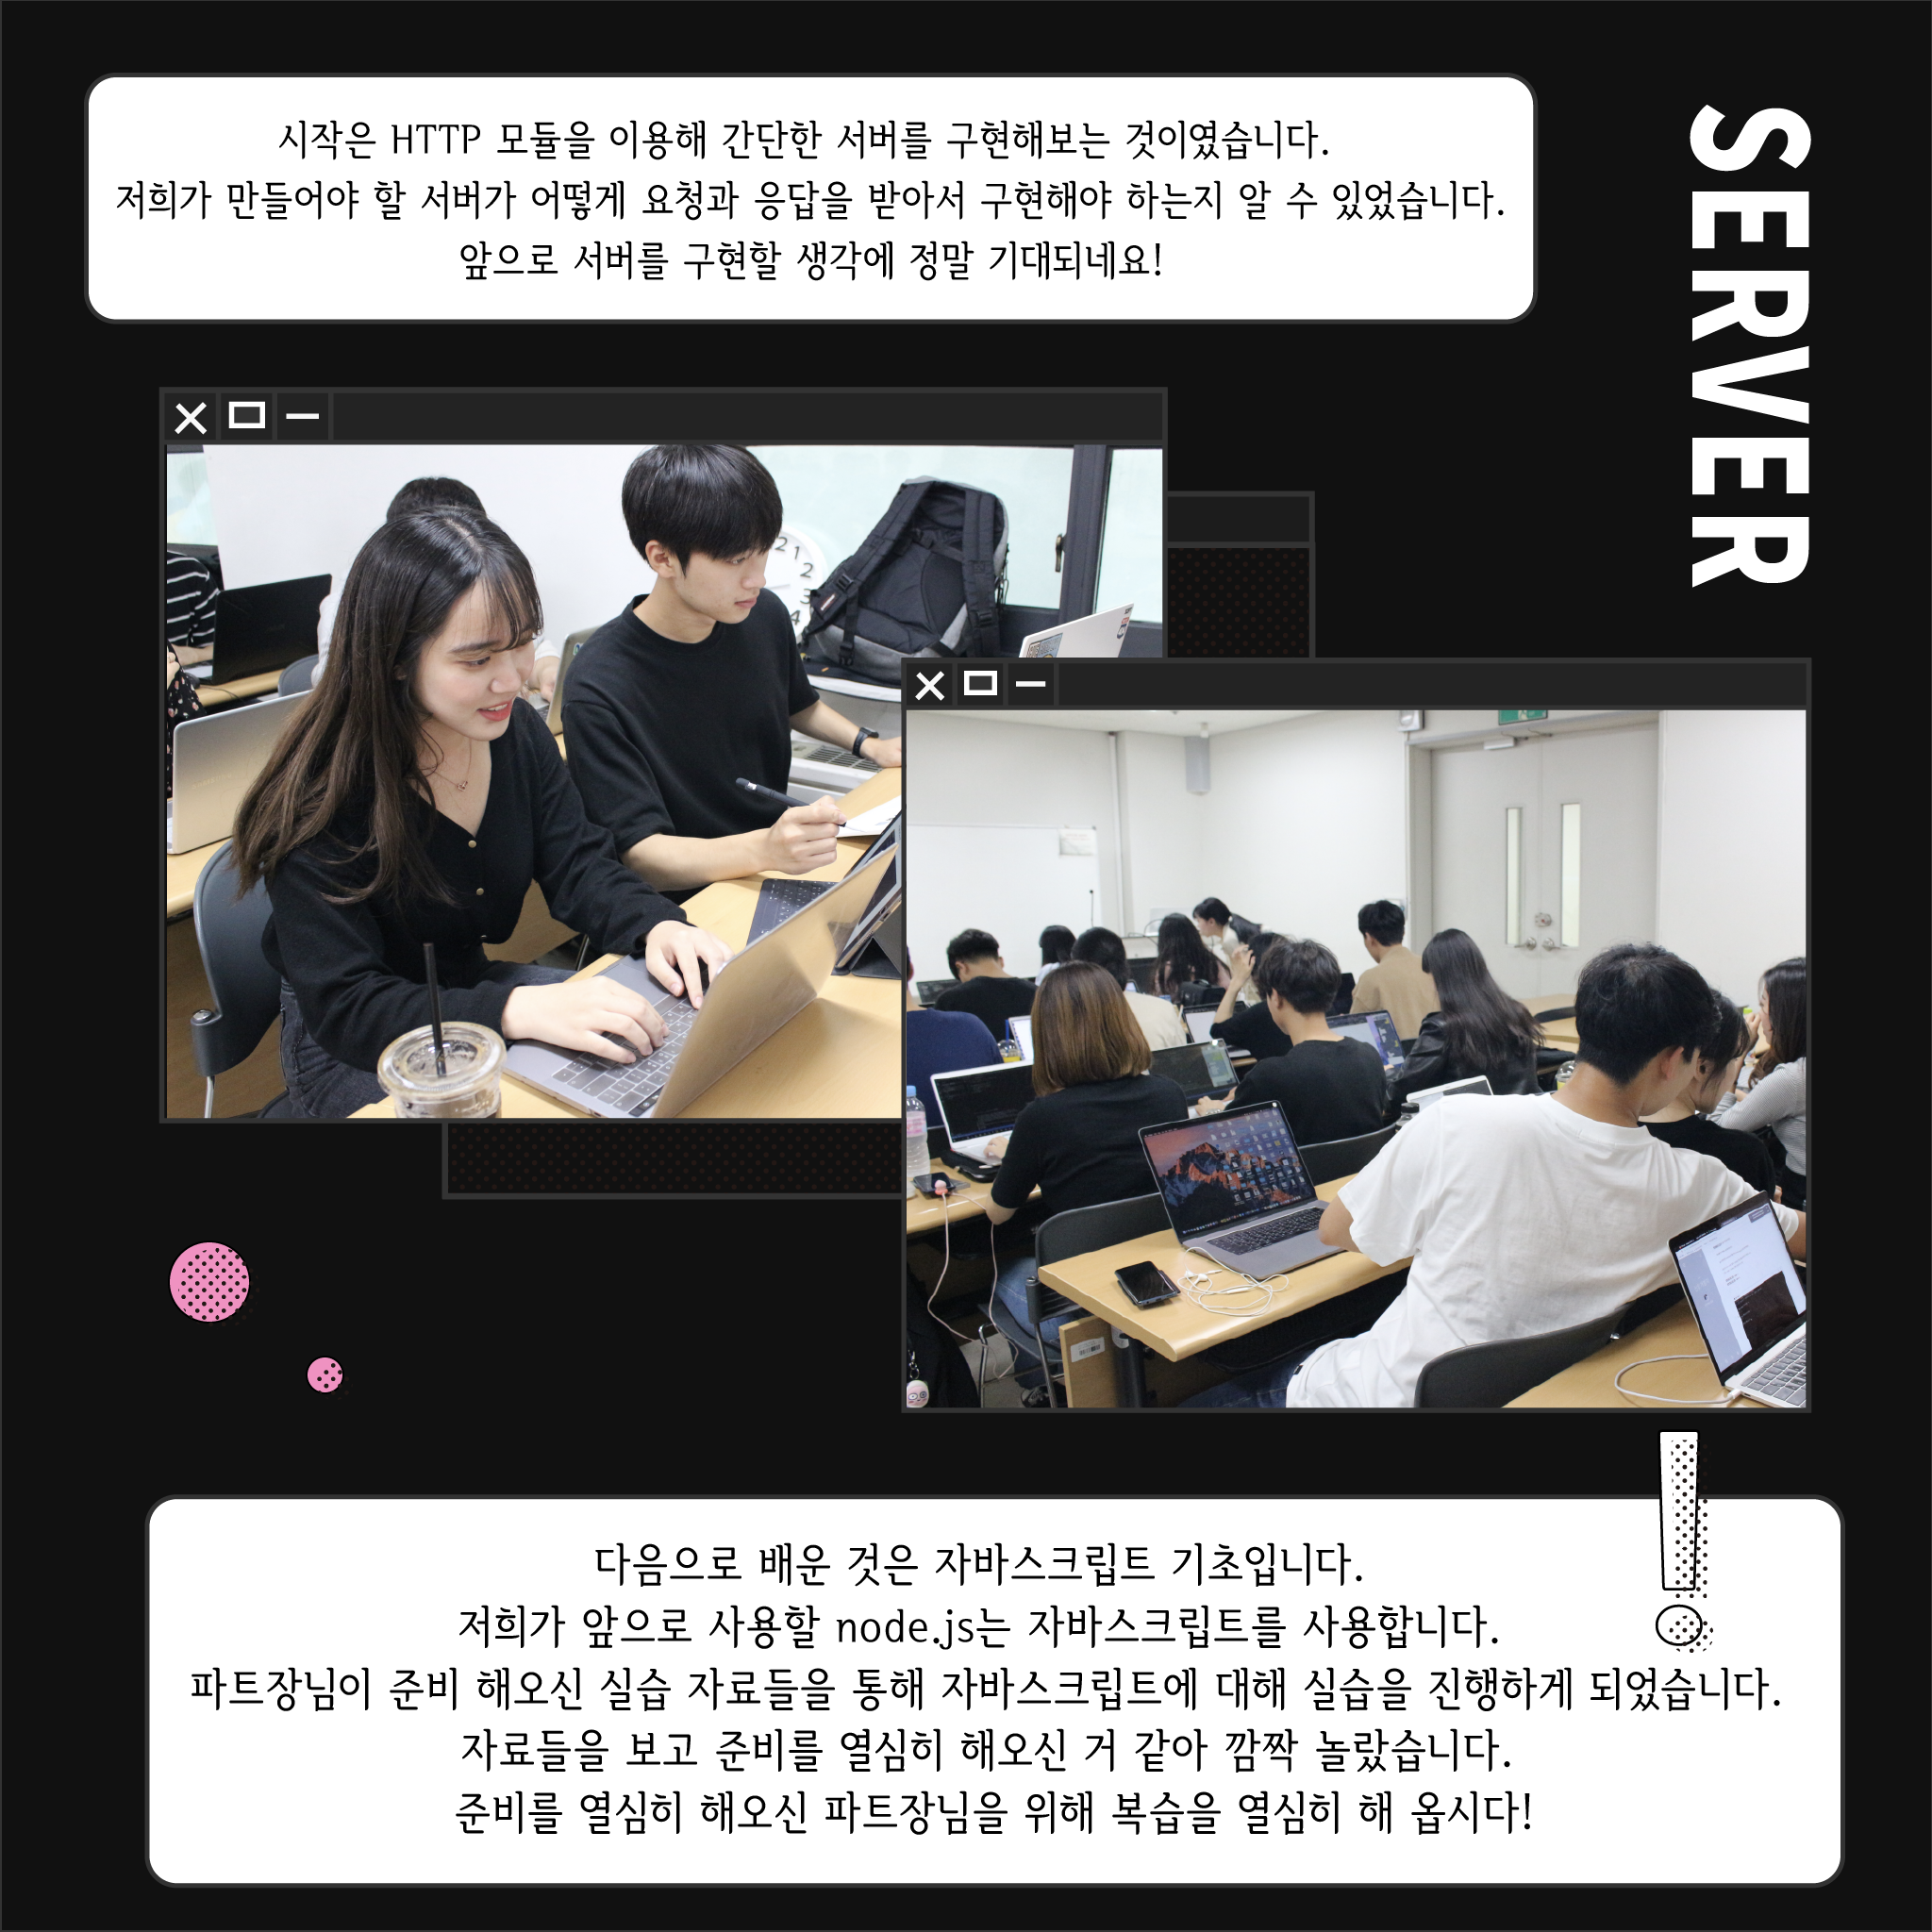 시작은 HTTP 모듈을 이용해 간단한 서버를 구현해보는 것이였습니다.
저희가 만들어야 할 서버가 어떻게 요청과 응답을 받아서 구현해야 하는지 알 수 있었습니다.
앞으로 서버를 구현할 생각에 정말 기대되네요!
SERVER
2 1
2
3
4
다음으로 배운 것은 자바스크립트 기초입니다.
저희가 앞으로 사용할 node.js는 자바스크립트를 사용합니다.
파트장님이 준비 해오신 실습 자료들을 통해 자바스크립트에 대해 실습을 진행하게 되었습니다.
자료들을 보고 준비를 열심히 해오신 거 같아 깜짝 놀랐습니다.
준비를 열심히 해오신 파트장님을 위해 복습을 열심히 해 옵시다!